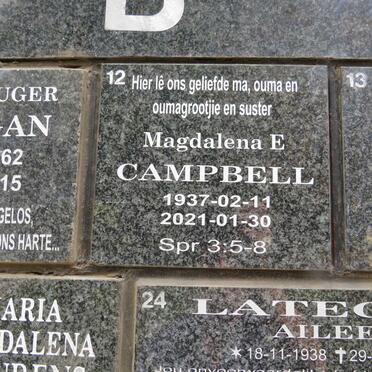 B
UGER
AN
62
15
GELOS,
ONS HARTE...
12
Hier lê ons geliefde ma, ouma en
oumagrootjie en suster
Magdalena E
CAMPBELL
1937-02-11
2021-01-30
Spr 3:5-8
13
ARIA
DALENA
24
LATEG
AILEE
* 18-11-1938 ✝29-